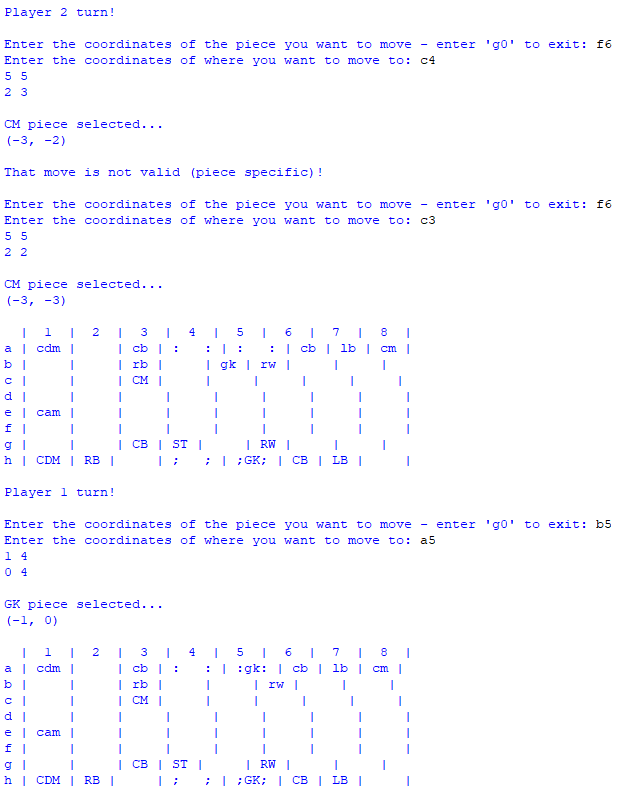 Player 2 turn!
Enter the coordinates of the piece you want to move - enter 'g0' to exit: f6
Enter the coordinates of where you want to move to: c4
5 5
2 3
CM piece selected...
(-3, -2)
That move is not valid (piece specific)!
Enter the coordinates of the piece you want to move - enter 'g0' to exit: f6
Enter the coordinates of where you want to move to: c3
5 5
2 2
CM piece selected...
(-3, -3)
  |  1  |  2  |  3  |  4  |  5  |  6  |  7  |  8  |
a | cdm |     | cb | :   : | :   : | cb | lb | cm |
b |     |     | rb |     | gk | rw |     |     |
c |     |     | CM |     |     |     |     |     |
d |     |     |     |     |     |     |     |     |
e | cam |     |     |     |     |     |     |     |
f |     |     |     |     |     |     |     |     |
g |     |     | CB | ST |     | RW |     |     |
h | CDM | RB |     | ;   ; | ;GK; | CB | LB |     |
Player 1 turn!
Enter the coordinates of the piece you want to move - enter 'g0' to exit: b5
Enter the coordinates of where you want to move to: a5
1 4
0 4
GK piece selected...
(-1, 0)
  |  1  |  2  |  3  |  4  |  5  |  6  |  7  |  8  |
a | cdm |     | cb | :   : | :gk: | cb | lb | cm |
b |     |     | rb |     |     | rw |     |     |
c |     |     | CM |     |     |     |     |     |
d |     |     |     |     |     |     |     |     |
e | cam |     |     |     |     |     |     |     |
f |     |     |     |     |     |     |     |     |
g |     |     | CB | ST |     | RW |     |     |
h | CDM | RB |     | ;   ; | ;GK; | CB | LB |     |